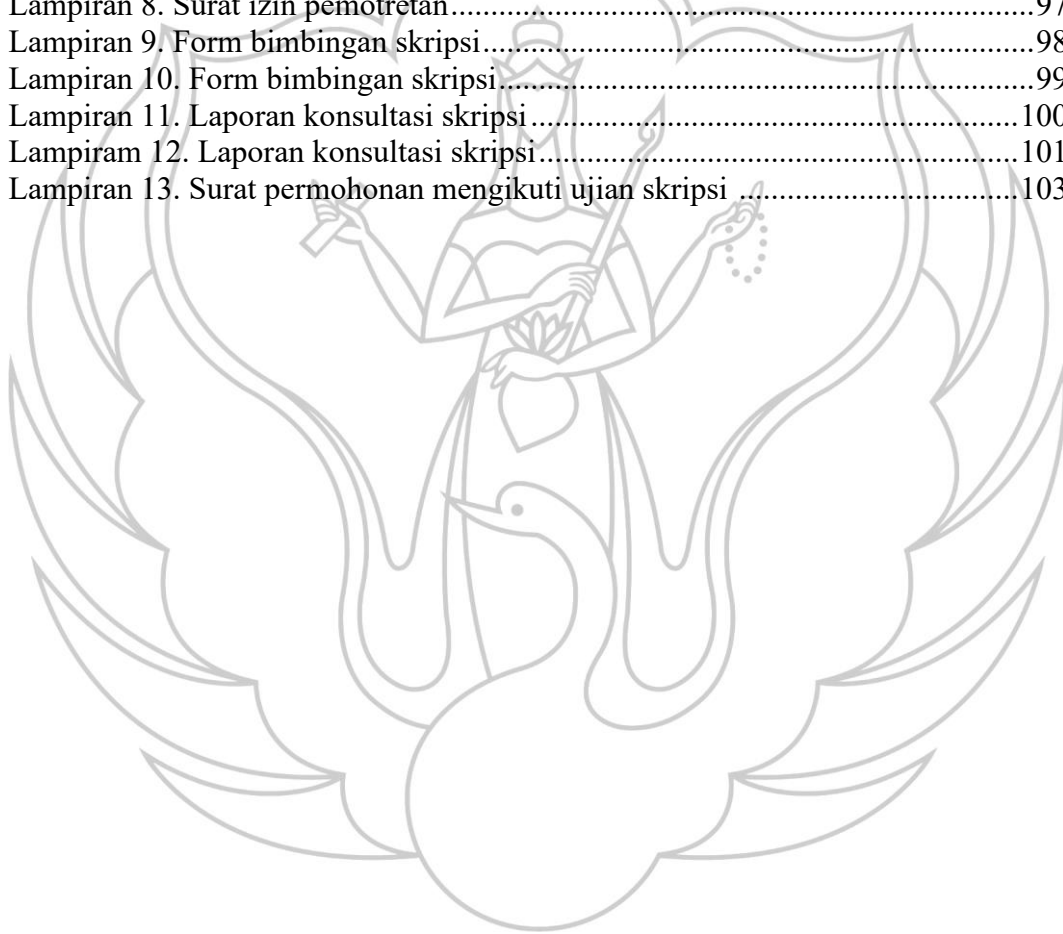 Lampiran 8. Surat izin pemotretan....................................................................97
Lampiran 9. Form bimbingan skripsi................................................................98
Lampiran 10. Form bimbingan skripsi..............................................................99
Lampiran 11. Laporan konsultasi skripsi.........................................................100
Lampiram 12. Laporan konsultasi skripsi........................................................101
Lampiran 13. Surat permohonan mengikuti ujian skripsi ................................103